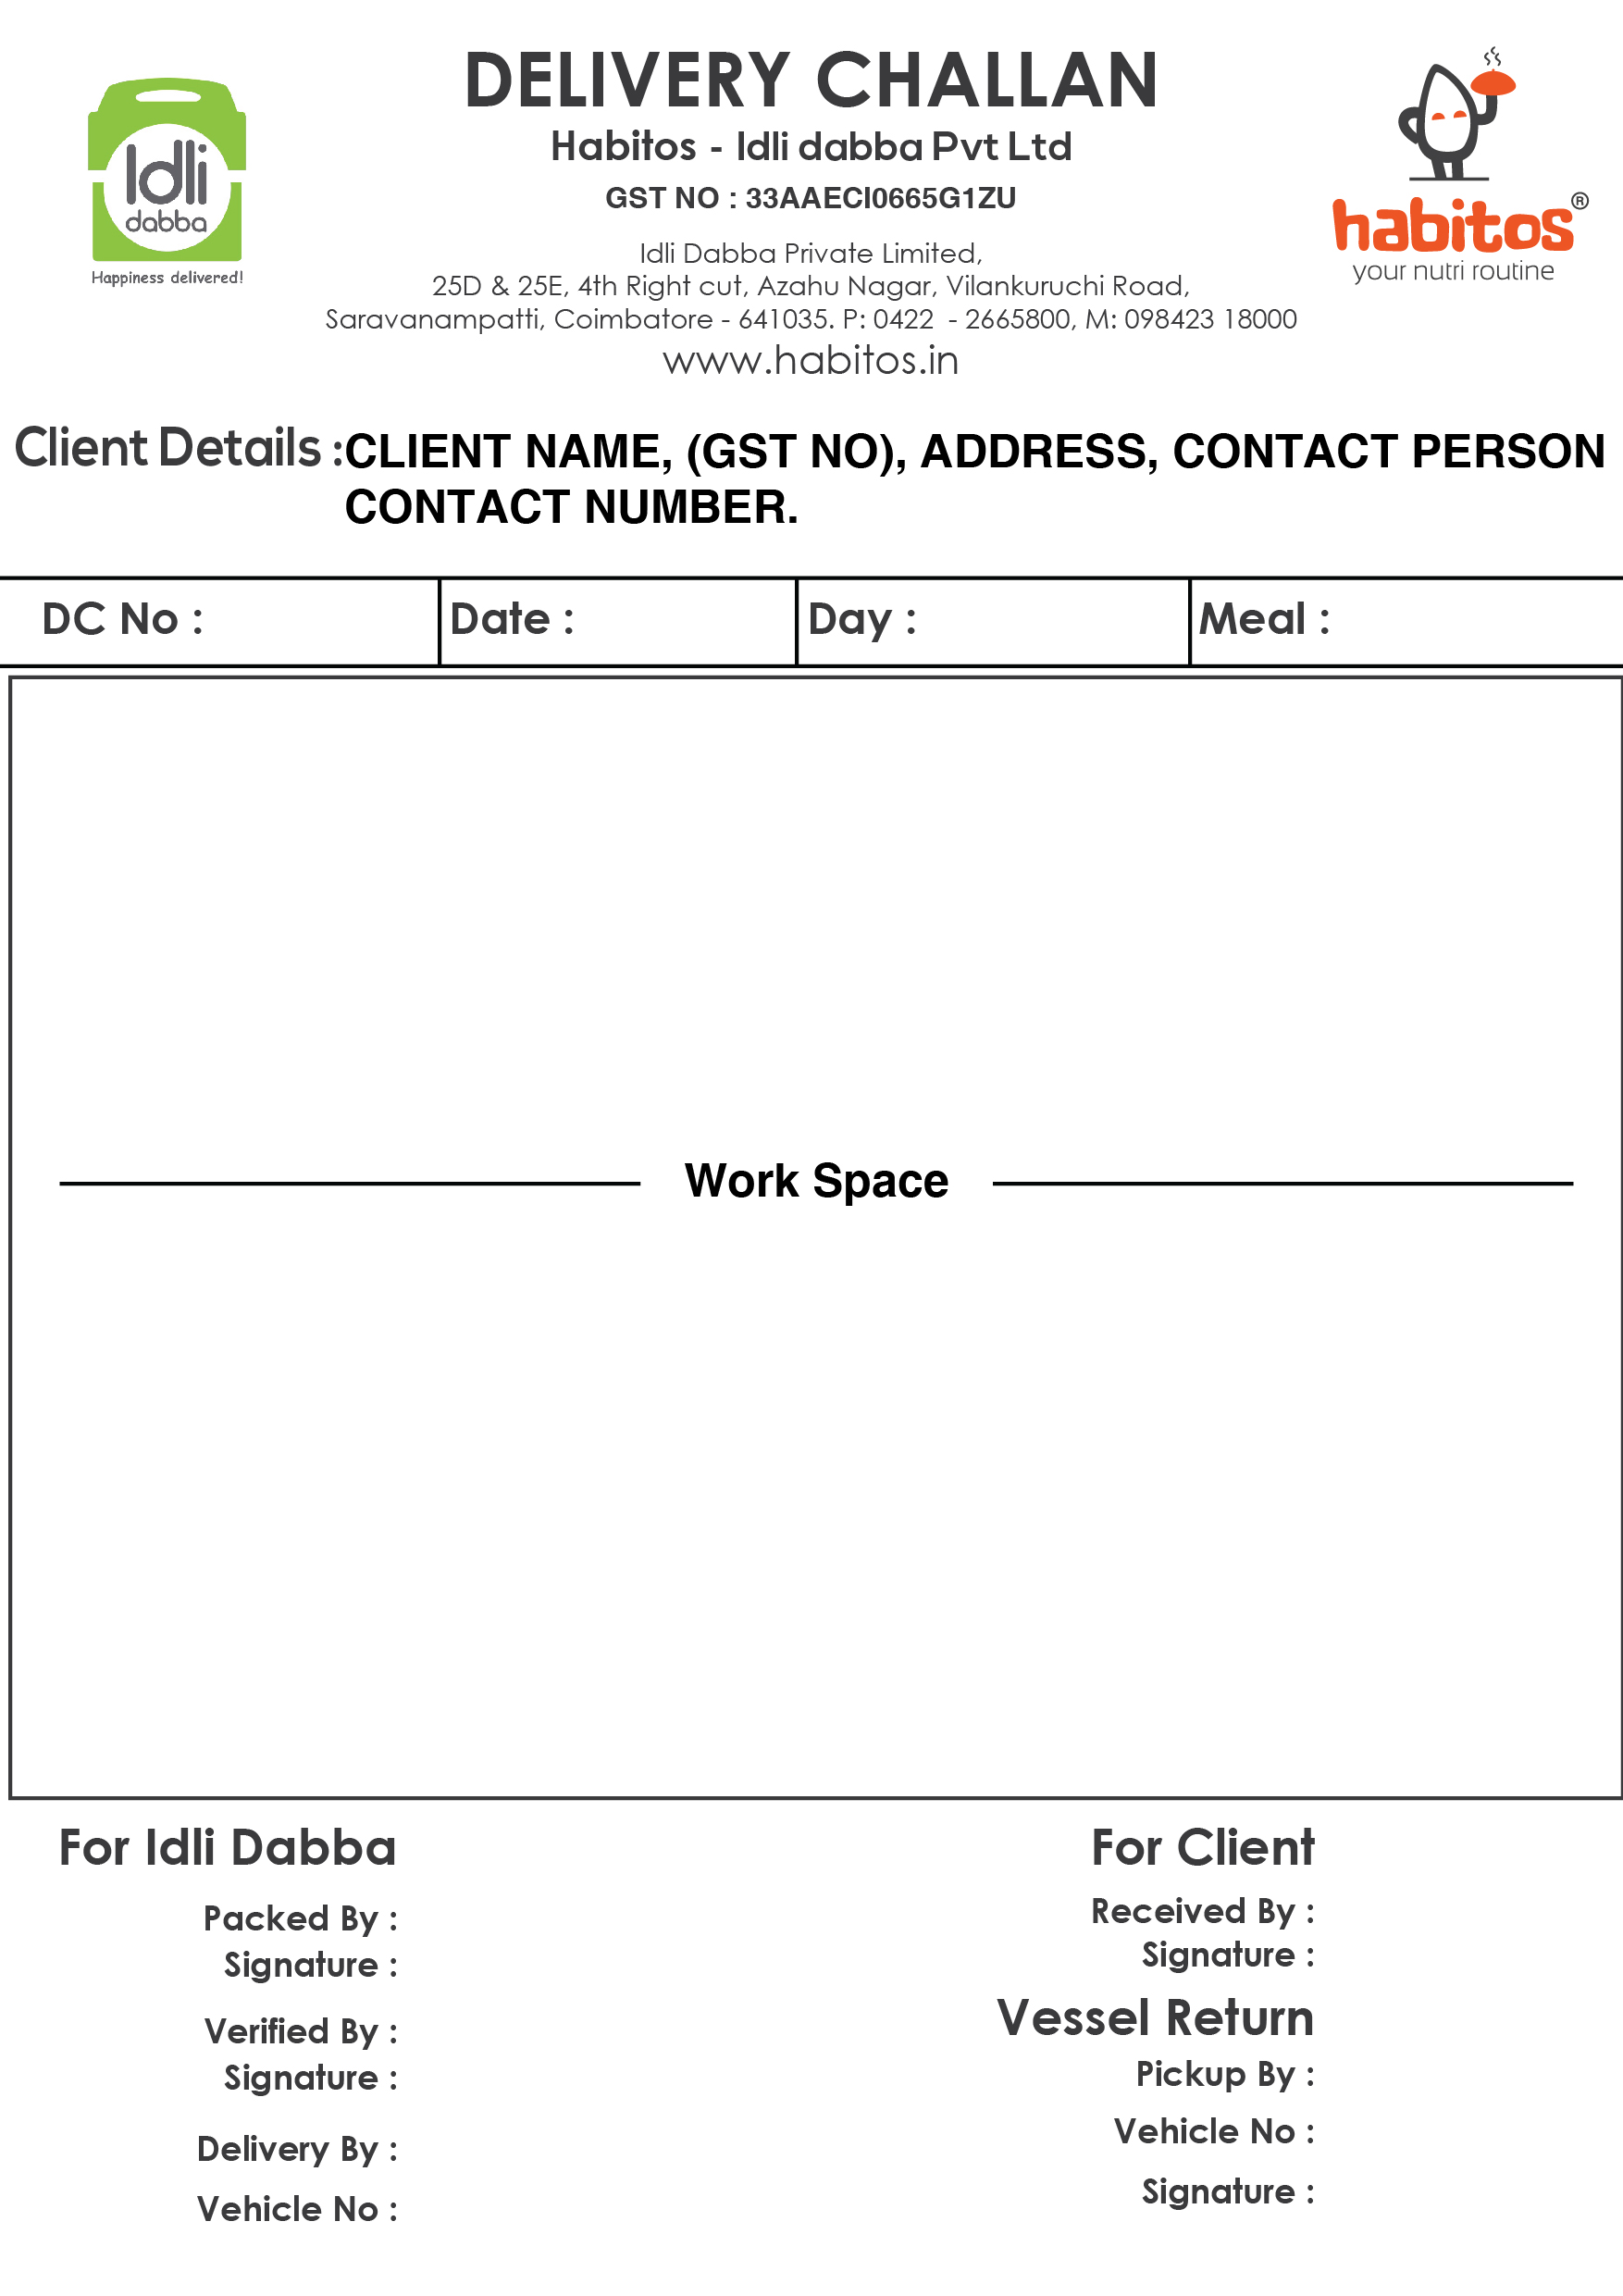 DELIVERY CHALLAN
Habitos - Idli dabba Pvt Ltd
GST NO : 33AAECI0665G1ZU
Idli Dabba Private Limited,
25D & 25E, 4th Right cut, Azahu Nagar, Vilankuruchi Road,
Saravanampatti, Coimbatore - 641035. P: 0422 - 2665800, M: 098423 18000
www.habitos.in
Idli
dabba
Happiness delivered!
habitos®
your nutri routine
Client Details :CLIENT NAME, (GST NO), ADDRESS, CONTACT PERSON
CONTACT NUMBER.
DC No : Date : Day : Meal :
Work Space
For Idli Dabba
Packed By :
Signature :
Verified By :
Signature :
Delivery By :
Vehicle No :
For Client
Received By :
Signature :
Vessel Return
Pickup By :
Vehicle No :
Signature :